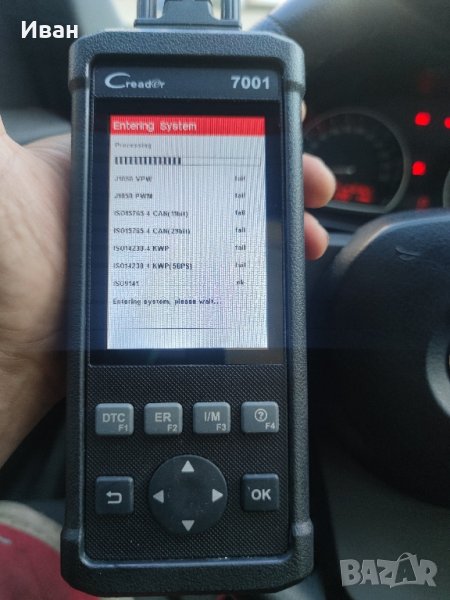 Иван
Creader 7001
Entering System
Processing
J1850 VPW fail
J1850 PWM fail
ISO15765-4 CAN(11bit) fail
ISO15765-4 CAN(29bit) fail
ISO14230-4 KWP fail
ISO14230-4 KWP(5BPS) fail
ISO9141 ok
Entering system, please wait...
DTC F1 ER F2 I/M F3 ? F4
OK
BAZAR